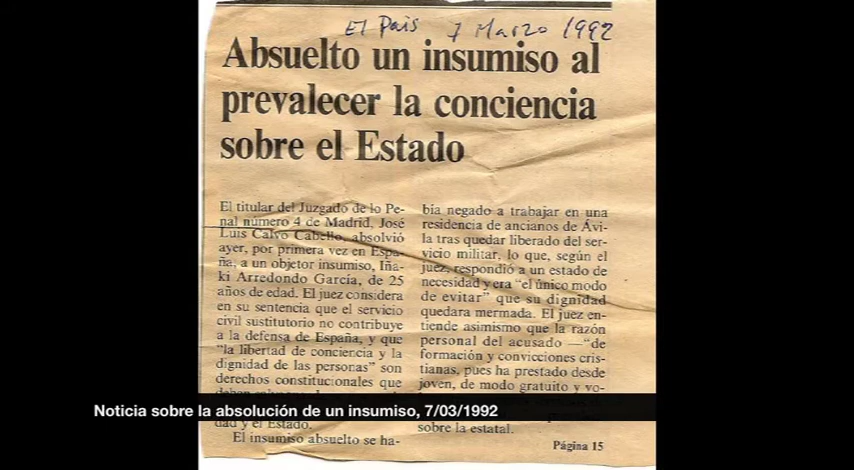 El País 7 Marzo 1992
Absuelto un insumiso al
prevalecer la conciencia
sobre el Estado
El titular del Juzgado de lo Pe-
nal número 4 de Madrid, José
Luis Calvo Cabello, absolvió
ayer, por primera vez en Espa-
ña, a un objetor insumiso, Iña-
ki Arredondo García, de 25
años de edad. El juez considera
en su sentencia que el servicio
civil sustitutorio no contribuye
a la defensa de España, y que
"la libertad de conciencia y la
dignidad de las personas" son
derechos constitucionales que
dad y el Estado.
El insumiso absuelto se ha-
bía negado a trabajar en una
residencia de ancianos de Ávi-
la tras quedar liberado del ser-
vicio militar, lo que, según el
juez, respondió a un estado de
necesidad y era "el único modo
de evitar" que su dignidad
quedara mermada. El juez en-
tiende asimismo que la razón
personal del acusado —"de
formación y convicciones cris-
tianas, pues ha prestado desde
joven, de modo gratuito y vo-
sobre la estatal.
Página 15
Noticia sobre la absolución de un insumiso, 7/03/1992